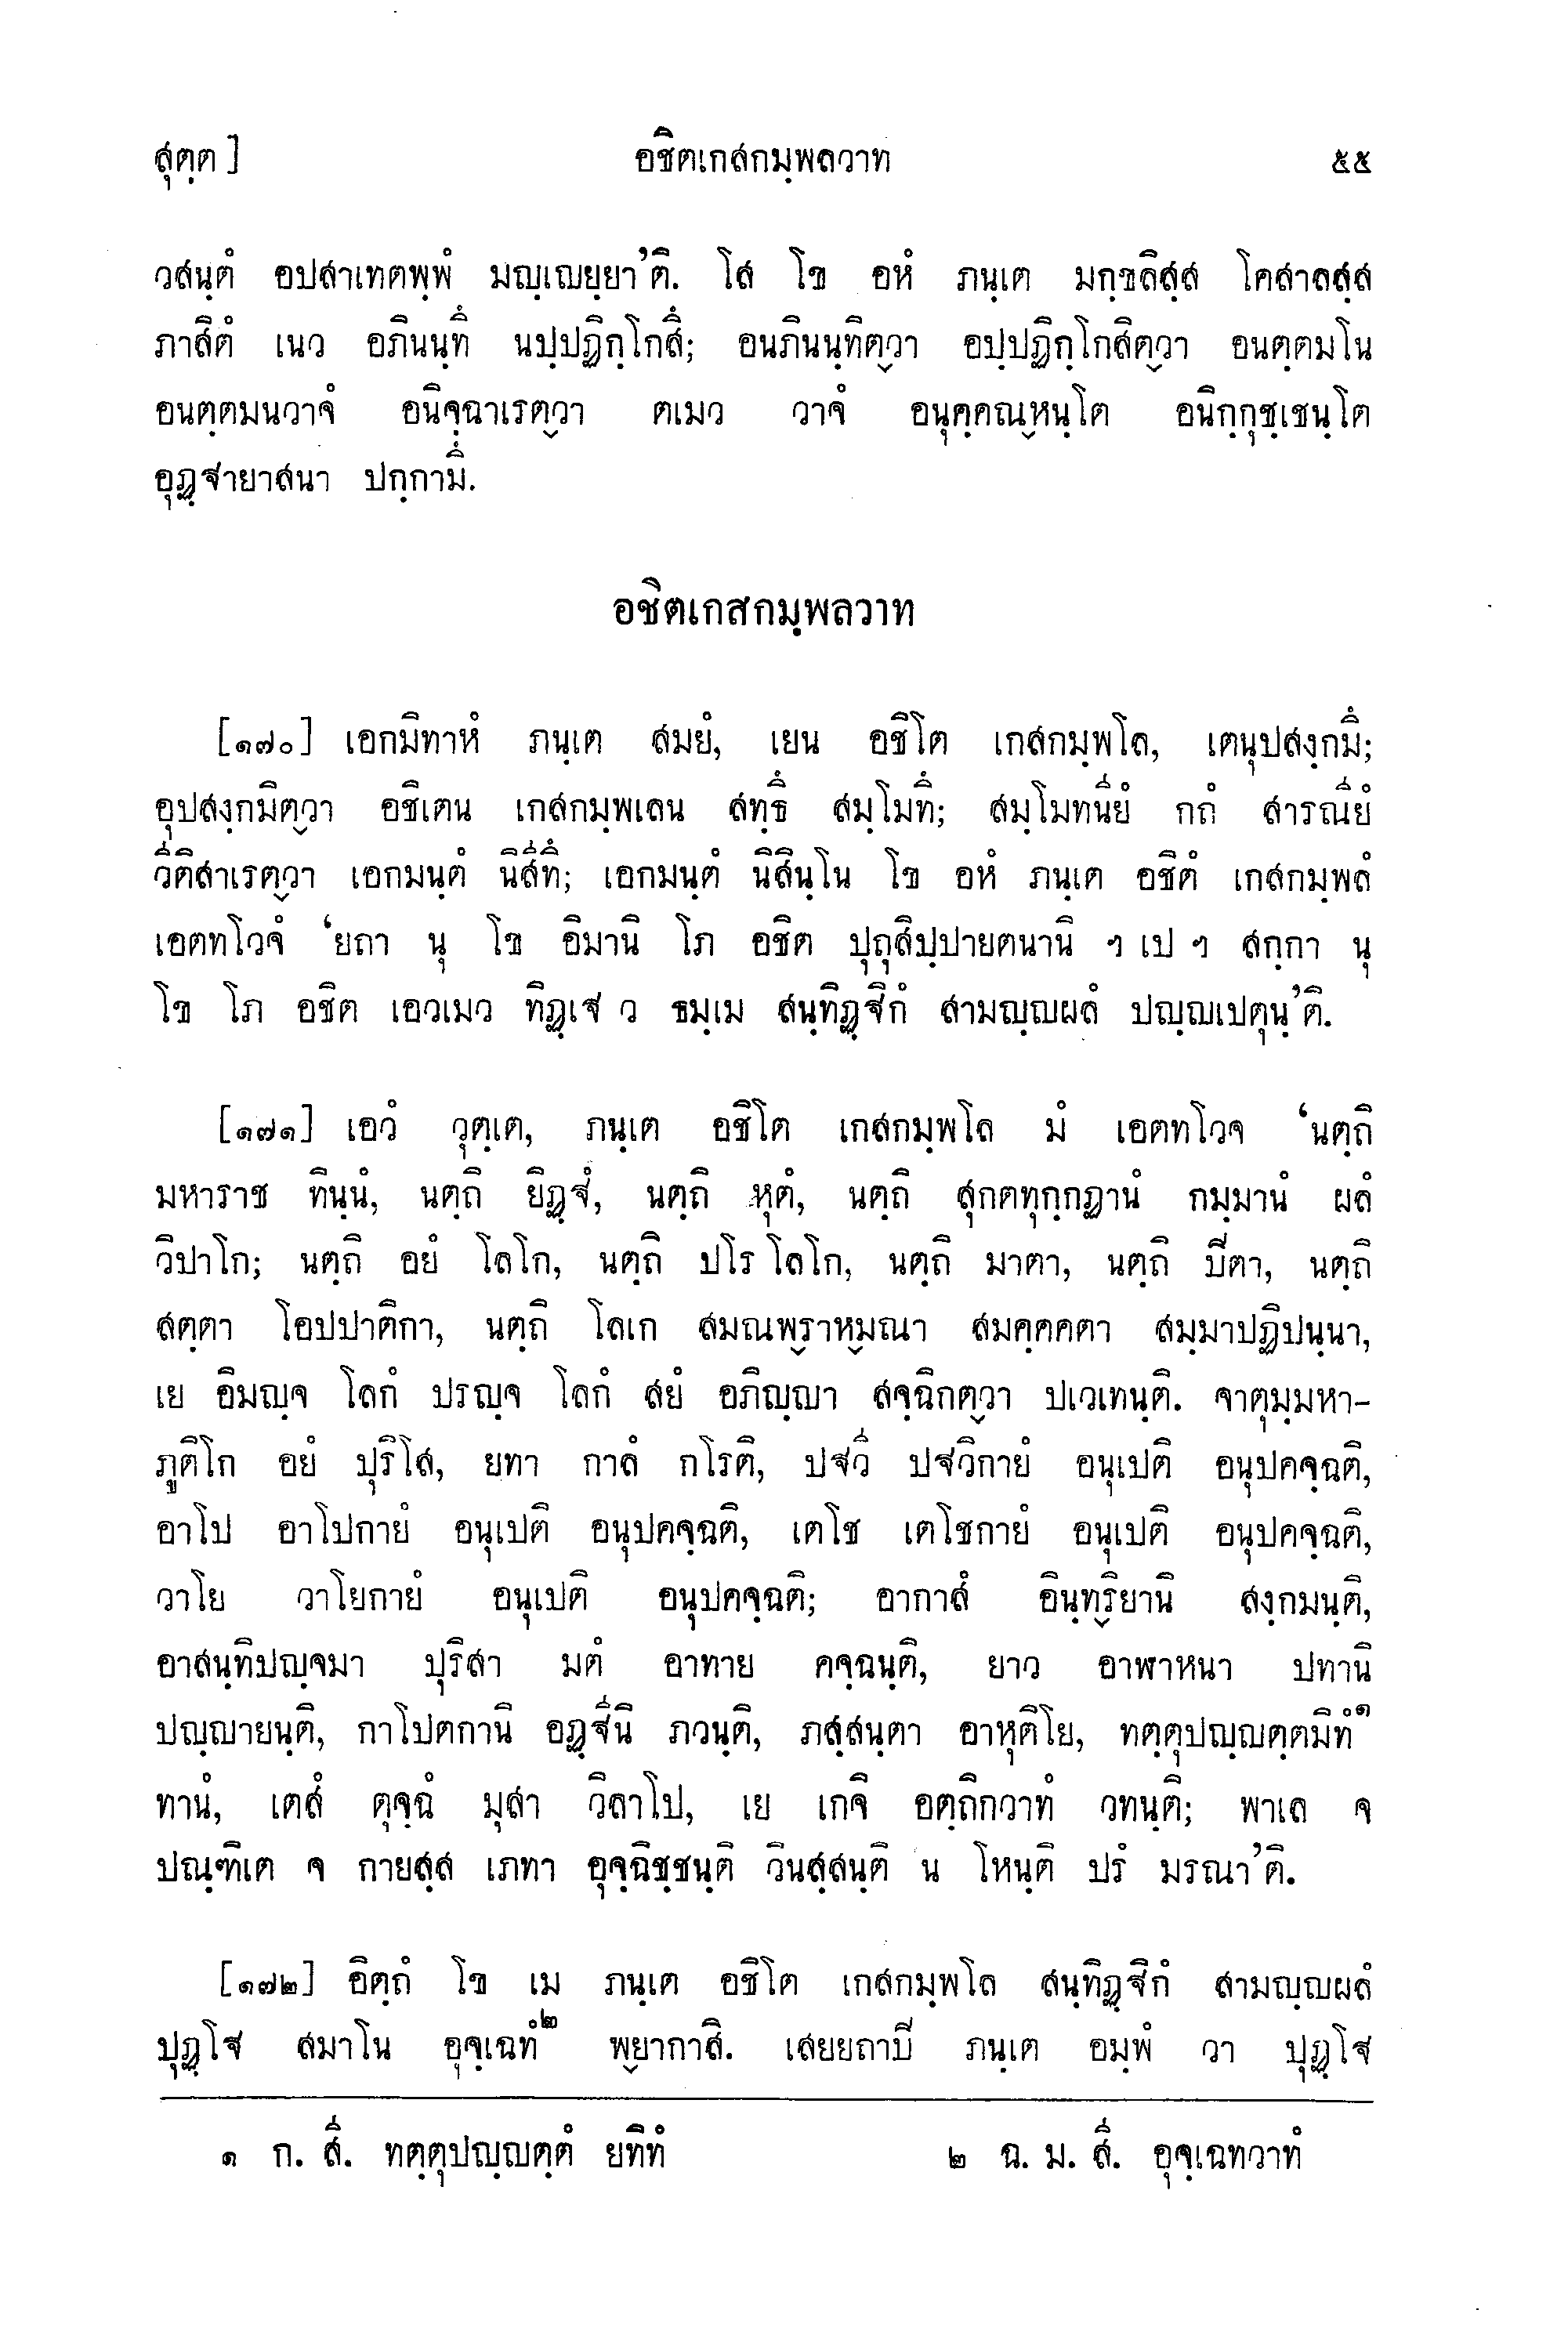 สุตฺต] อชิตเกสกมฺพลวาท ๕๕
วสนฺตํ อปสาเทตพฺพํ มญฺเญยฺยา’ติ. โส โข อหํ ภนฺเต มกฺขลิสฺส โคสาลสฺส
ภาสิตํ เนว อภินนฺทึ นปฺปฏิกฺโกสึ; อนภินนฺทิตฺวา อปฺปฏิกฺโกสิตฺวา อนตฺตมโน
อนตฺตมนวาจํ อนิจฺฉาเรตฺวา ตเมว วาจํ อนุคฺคณฺหนฺโต อนิกฺกุชฺเชนฺโต
อุฏฺฐายาสนา ปกฺกามึ.
อชิตเกสกมฺพลวาท
[๑๗๐] เอกมิทาหํ ภนฺเต สมยํ, เยน อชิโต เกสกมฺพโล, เตนุปสงฺกมึ;
อุปสงฺกมิตฺวา อชิเตน เกสกมฺพเลน สทฺธึ สมฺโมทึ; สมฺโมทนียํ กถํ สารณียํ
วีติสาเรตฺวา เอกมนฺตํ นิสีทึ; เอกมนฺตํ นิสินฺโน โข อหํ ภนฺเต อชิตํ เกสกมฺพลํ
เอตทโวจํ ‘ยถา นุ โข อิมานิ โภ อชิต ปุถุสิปฺปายตนานิ ฯ เป ฯ สกฺกา นุ
โข โภ อชิต เอวเมว ทิฏฺเฐ ว ธมฺเม สนฺทิฏฺฐิกํ สามญฺญผลํ ปญฺญเปตุนฺ’ติ.
[๑๗๑] เอวํ วุตฺเต, ภนฺเต อชิโต เกสกมฺพโล มํ เอตทโวจ ‘นตฺถิ
มหาราช ทินฺนํ, นตฺถิ ยิฏฺฐํ, นตฺถิ หุตํ, นตฺถิ สุกตทุกฺกฏานํ กมฺมานํ ผลํ
วิปาโก; นตฺถิ อยํ โลโก, นตฺถิ ปโร โลโก, นตฺถิ มาตา, นตฺถิ ปิตา, นตฺถิ
สตฺตา โอปปาติกา, นตฺถิ โลเก สมณพฺราหฺมณา สมคฺคคตา สมฺมาปฏิปนฺนา,
เย อิมญฺจ โลกํ ปรญฺจ โลกํ สยํ อภิญฺญา สจฺฉิกตฺวา ปเวเทนฺติ. จาตุมฺมหา-
ภูติโก อยํ ปุริโส, ยทา กาลํ กโรติ, ปฐวี ปฐวิกายํ อนุเปติ อนุปคจฺฉติ,
อาโป อาโปกายํ อนุเปติ อนุปคจฺฉติ, เตโช เตโชกายํ อนุเปติ อนุปคจฺฉติ,
วาโย วาโยกายํ อนุเปติ อนุปคจฺฉติ; อากาสํ อินฺทฺริยานิ สงฺกมนฺติ,
อาสนฺทิปญฺจมา ปุริสา มตํ อาทาย คจฺฉนฺติ, ยาว อาฬาหนา ปทานิ
ปญฺญายนฺติ, กาโปตกานิ อฏฺฐีนิ ภวนฺติ, ภสฺสนฺตา อาหุติโย, ทตฺตุปญฺญตฺตมิทํ๑
ทานํ, เตสํ ตุจฺฉํ มุสา วิลาโป, เย เกจิ อตฺถิกวาทํ วทนฺติ; พาเล จ
ปณฺฑิเต จ กายสฺส เภทา อุจฺฉิชฺชนฺติ วินสฺสนฺติ น โหนฺติ ปรํ มรณา’ติ.
[๑๗๒] อิตฺถํ โข เม ภนฺเต อชิโต เกสกมฺพโล สนฺทิฏฺฐิกํ สามญฺญผลํ
ปุฏฺโฐ สมาโน อุจฺเฉทํ๒ พฺยากาสิ. เสยฺยถาปิ ภนฺเต อมฺพํ วา ปุฏฺโฐ
๑ ก. สี. ทตฺตุปญฺญตฺตํ ยทิทํ ๒ ฉ. ม. สี. อุจฺเฉทวาทํ